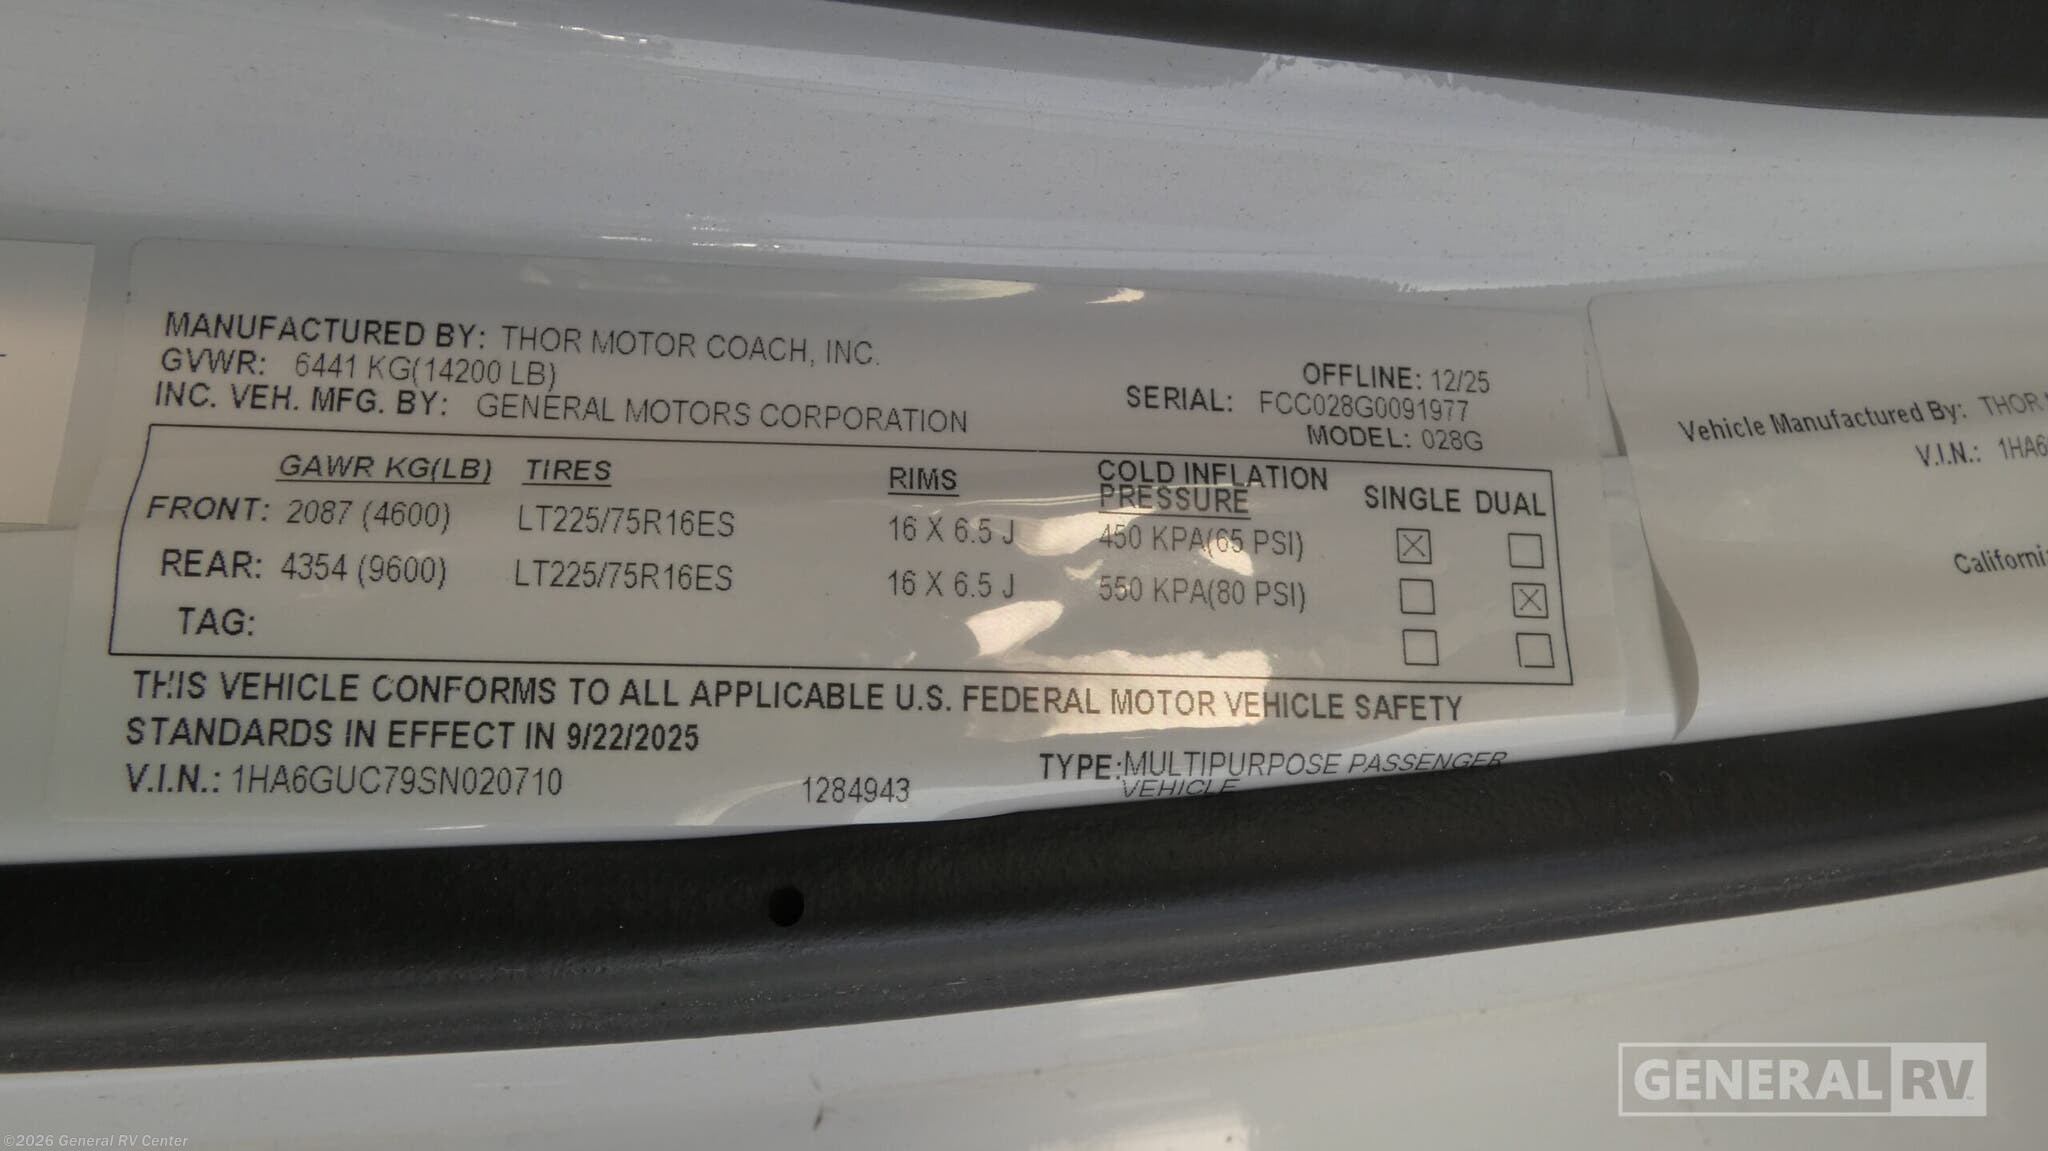 MANUFACTURED BY: THOR MOTOR COACH, INC.
GVWR: 6441 KG(14200 LB)
OFFLINE: 12/25
INC. VEH. MFG. BY: GENERAL MOTORS CORPORATION
SERIAL: FCC028G0091977
MODEL: 028G
GAWR KG(LB) TIRES RIMS COLD INFLATION PRESSURE SINGLE DUAL
FRONT: 2087 (4600) LT225/75R16ES 16 X 6.5 J 450 KPA(65 PSI) ☒ ☐
REAR: 4354 (9600) LT225/75R16ES 16 X 6.5 J 550 KPA(80 PSI) ☐ ☒
TAG: ☐ ☐
THIS VEHICLE CONFORMS TO ALL APPLICABLE U.S. FEDERAL MOTOR VEHICLE SAFETY
STANDARDS IN EFFECT IN 9/22/2025
V.I.N.: 1HA6GUC79SN020710 1284943 TYPE: MULTIPURPOSE PASSENGER
VEHICLE
Vehicle Manufactured By: THOR
V.I.N.: 1HA6
California
GENERAL RV
©2026 General RV Center